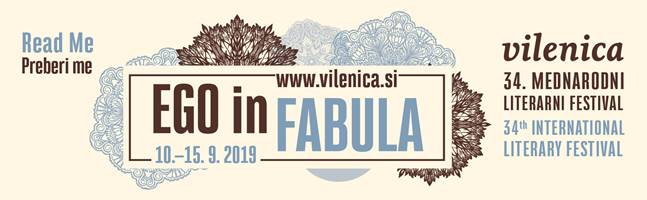 Read Me
Preberi me
www.vilenica.si
EGO in
FABULA
10.–15. 9. 2019
vilenica
34. MEDNARODNI
LITERARNI FESTIVAL
34th INTERNATIONAL
LITERARY FESTIVAL